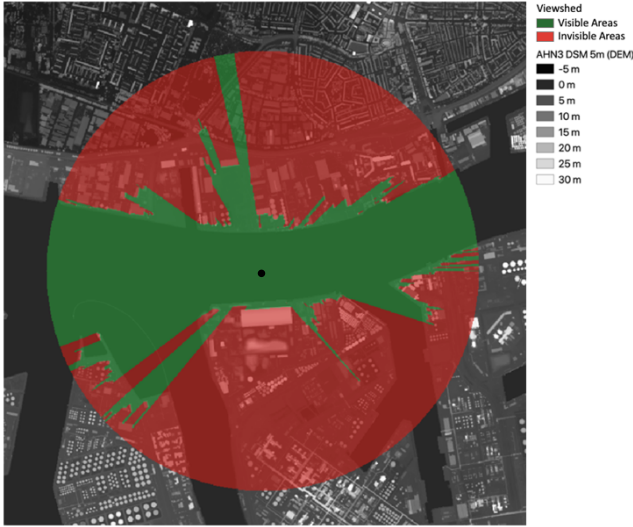 Viewshed
Visible Areas
Invisible Areas
AHN3 DSM 5m (DEM)
-5 m
0 m
5 m
10 m
15 m
20 m
25 m
30 m